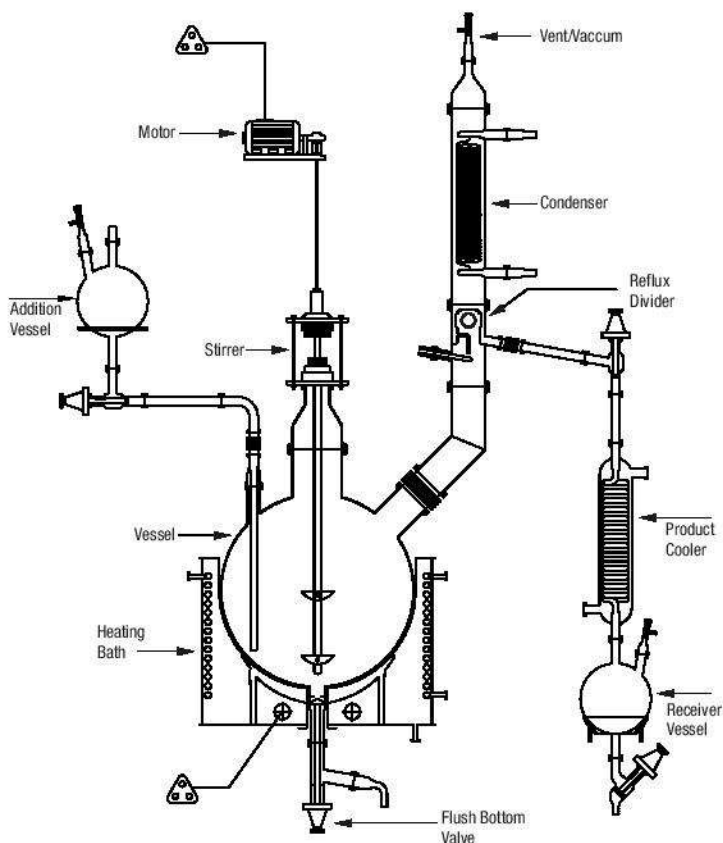 Vent/Vaccum
Motor
Condenser
Reflux
Divider
Addition
Vessel
Stirrer
Vessel
Product
Cooler
Heating
Bath
Receiver
Vessel
Flush Bottom
Valve